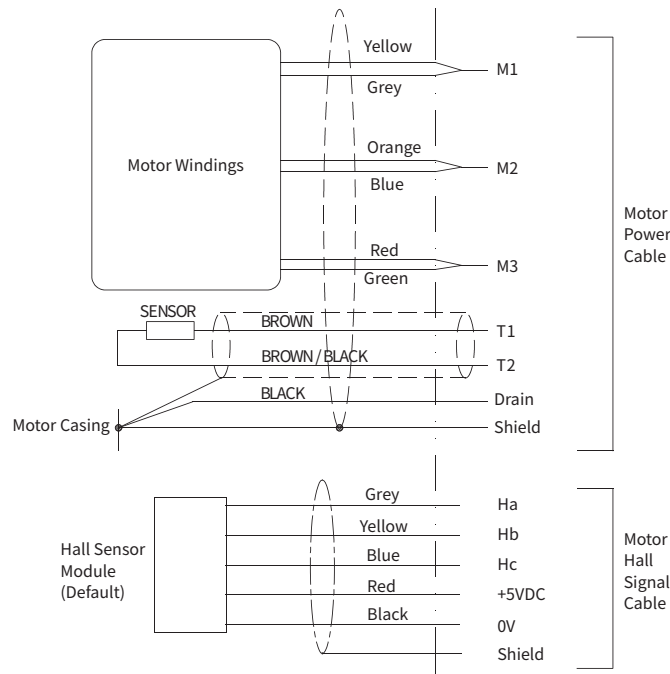 Yellow
M1
Grey
Motor Windings
Orange
M2
Blue
Red
M3
Green
Motor
Power
Cable
SENSOR
BROWN
T1
BROWN / BLACK
T2
BLACK
Drain
Motor Casing
Shield
Grey
Ha
Yellow
Hb
Hall Sensor
Module
(Default)
Blue
Hc
Red
+5VDC
Black
0V
Shield
Motor
Hall
Signal
Cable